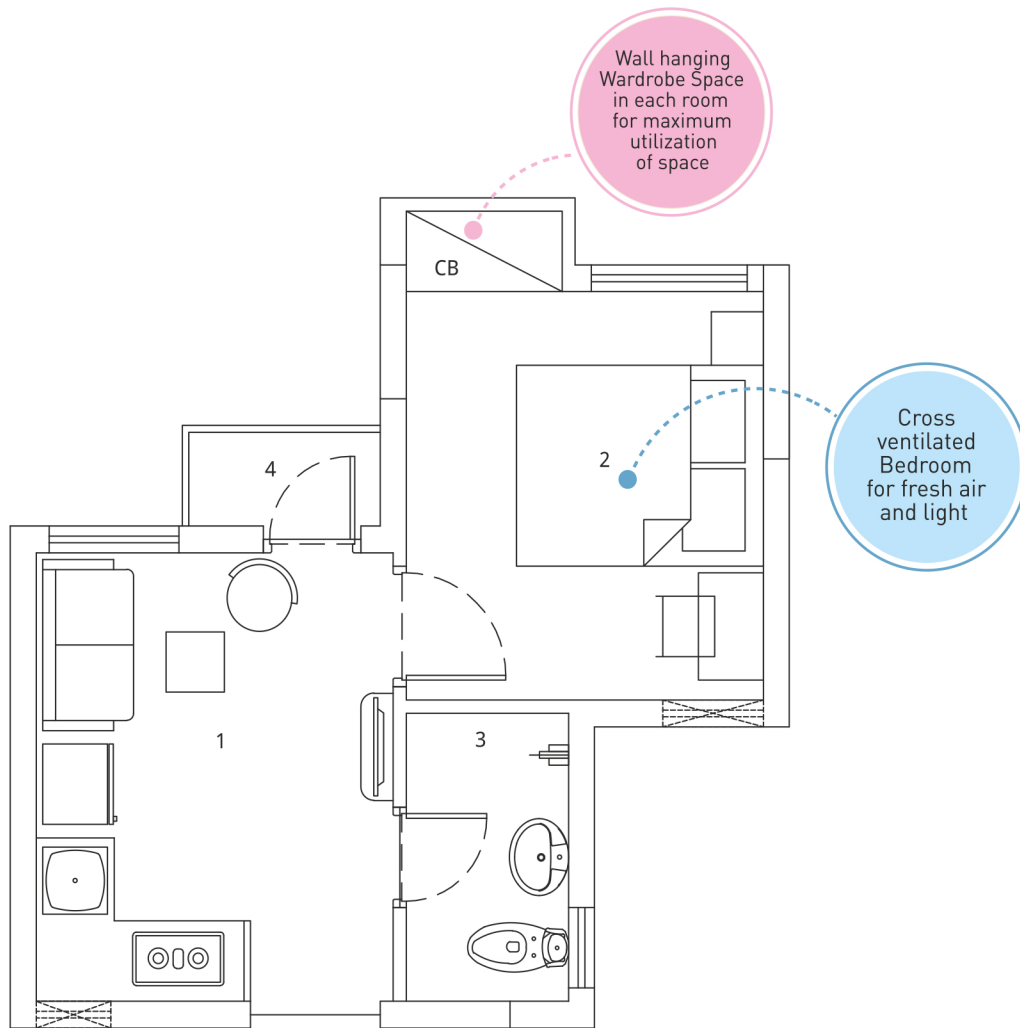 Wall hanging
Wardrobe Space
in each room
for maximum
utilization
of space
CB
Cross
ventilated
Bedroom
for fresh air
and light
4
2
1
3